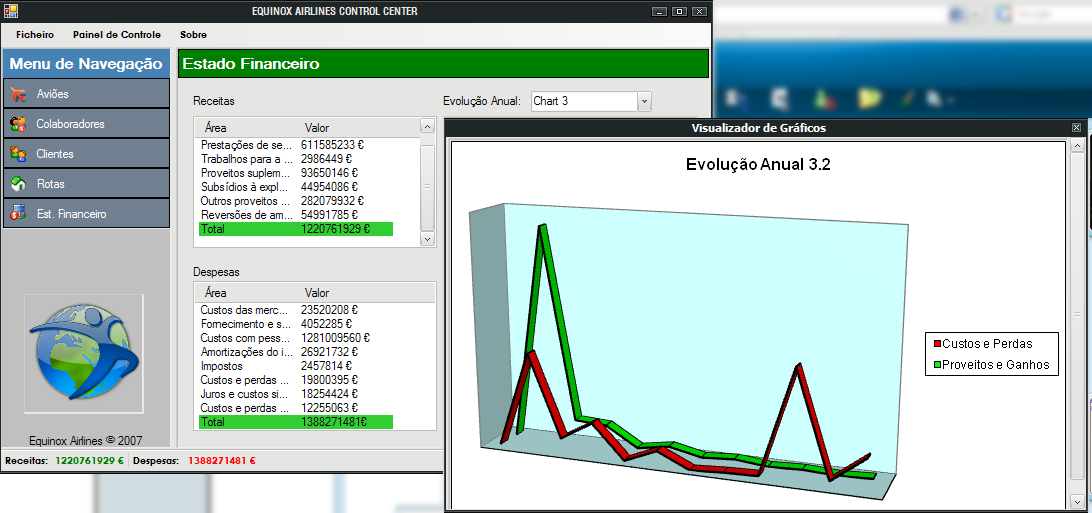 EQUINOX AIRLINES CONTROL CENTER
Ficheiro Painel de Controle Sobre
Menu de Navegação
Aviões
Colaboradores
Clientes
Rotas
Est. Financeiro
Equinox Airlines © 2007
Estado Financeiro
Receitas
Evolução Anual: Chart 3
Área Valor
Prestações de se... 611585233 €
Trabalhos para a ... 2986449 €
Proveitos suplem... 93650146 €
Subsídios à expl... 44954086 €
Outros proveitos ... 282079932 €
Reversões de am... 54991785 €
Total 1220761929 €
Despesas
Área Valor
Custos das merc... 23520208 €
Fornecimento e s... 4052285 €
Custos com pess... 1281009560 €
Amortizações do i... 26921732 €
Impostos 2457814 €
Custos e perdas ... 19800395 €
Juros e custos si... 18254424 €
Custos e perdas ... 12255063 €
Total 1388271481€
Receitas: 1220761929 € Despesas: 1388271481 €
Visualizador de Gráficos
Evolução Anual 3.2
Custos e Perdas
Proveitos e Ganhos